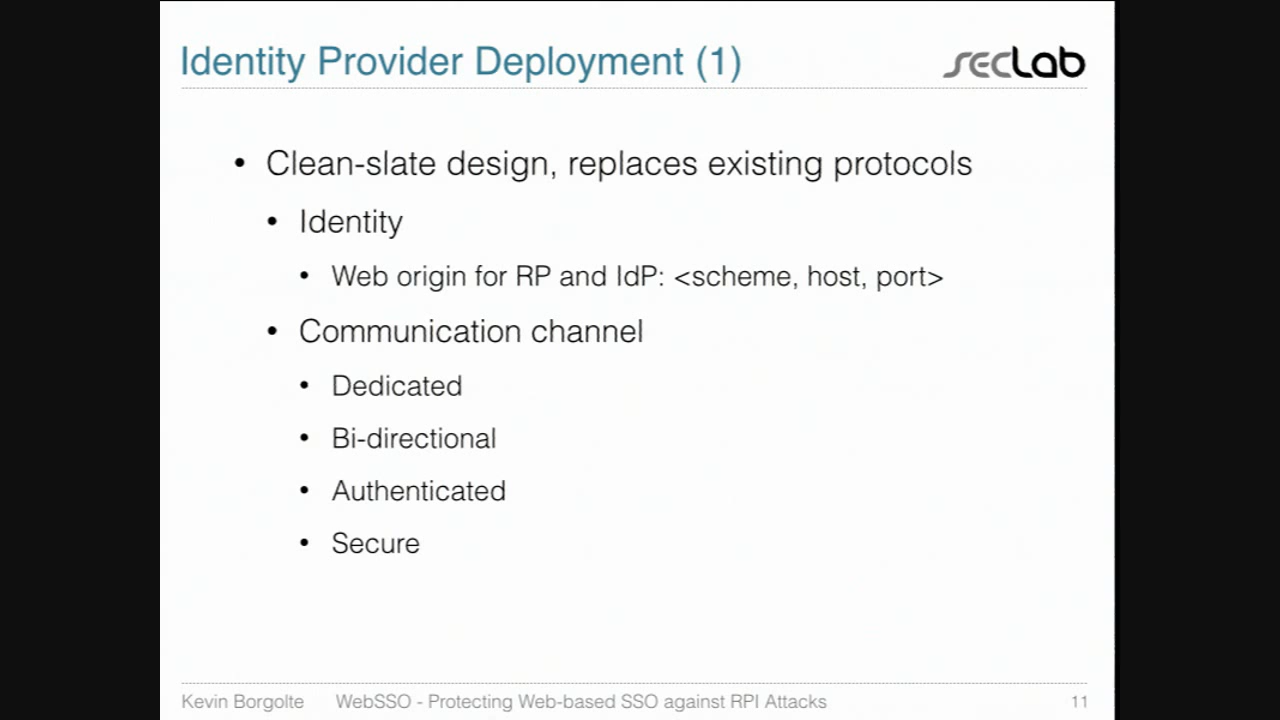 Identity Provider Deployment (1)
secLab
• Clean-slate design, replaces existing protocols
• Identity
• Web origin for RP and IdP: <scheme, host, port>
• Communication channel
• Dedicated
• Bi-directional
• Authenticated
• Secure
Kevin Borgolte WebSSO - Protecting Web-based SSO against RPI Attacks 11